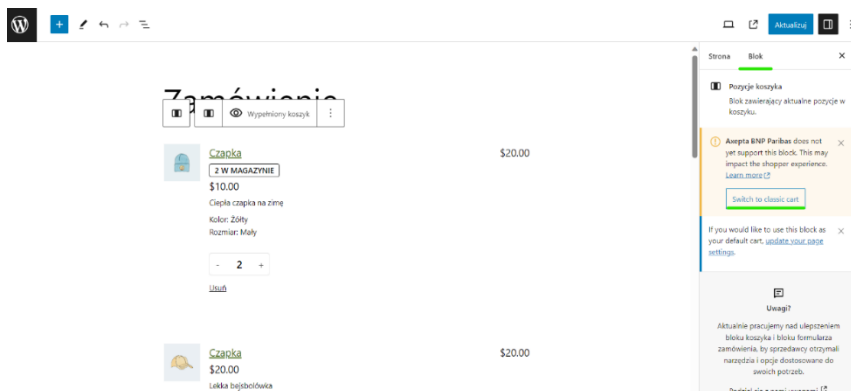 Aktualizuj
Zamówienie
Wypełniony koszyk
Czapka
$20.00
2 W MAGAZYNIE
$10.00
Ciepła czapka na zimę
Kolor: Żółty
Rozmiar: Mały
- 2 +
Usuń
Czapka
$20.00
$20.00
Lekka bejsbolówka
Strona Blok
Pozycje koszyka
Blok zawierający aktualne pozycje w
koszyku.
Axepta BNP Paribas does not
yet support this block. This may
impact the shopper experience.
Learn more
Switch to classic cart
If you would like to use this block as
your default cart, update your page
settings.
Uwagi?
Aktualnie pracujemy nad ulepszeniem
bloku koszyka i bloku formularza
zamówienia, by sprzedawcy otrzymali
narzędzia i opcje dostosowane do
swoich potrzeb.